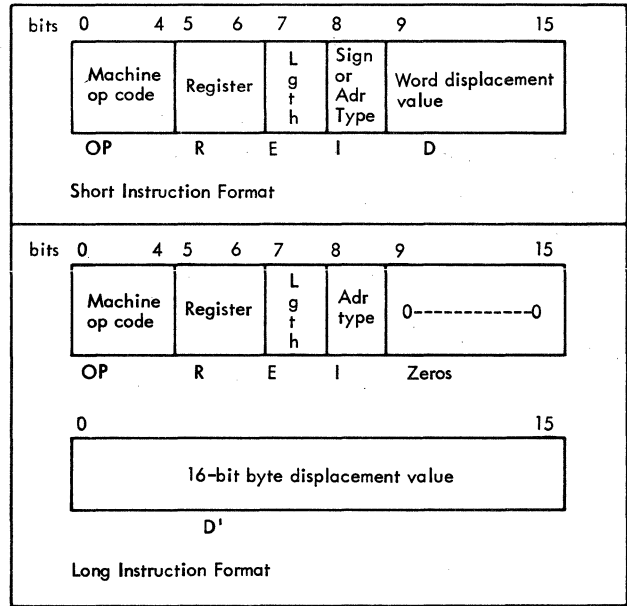 bits 0 4 5 6 7 8 9 15
Machine op code Register Lgth Sign or Adr Type Word displacement value
OP R E I D
Short Instruction Format
bits 0 4 5 6 7 8 9 15
Machine op code Register Lgth Adr type 0-------------0
OP R E I Zeros
0 15
16-bit byte displacement value
D'
Long Instruction Format